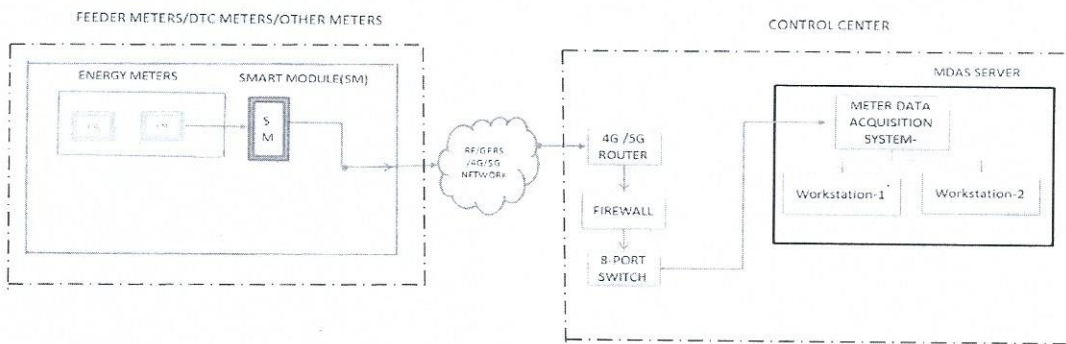 FEEDER METERS/DTC METERS/OTHER METERS
ENERGY METERS
SMART MODULE(SM)
S
M
RF/GPRS
/4G/5G
NETWORK
CONTROL CENTER
4G /5G
ROUTER
FIREWALL
8-PORT
SWITCH
MDAS SERVER
METER DATA
ACQUISITION
SYSTEM-
Workstation-1
Workstation-2